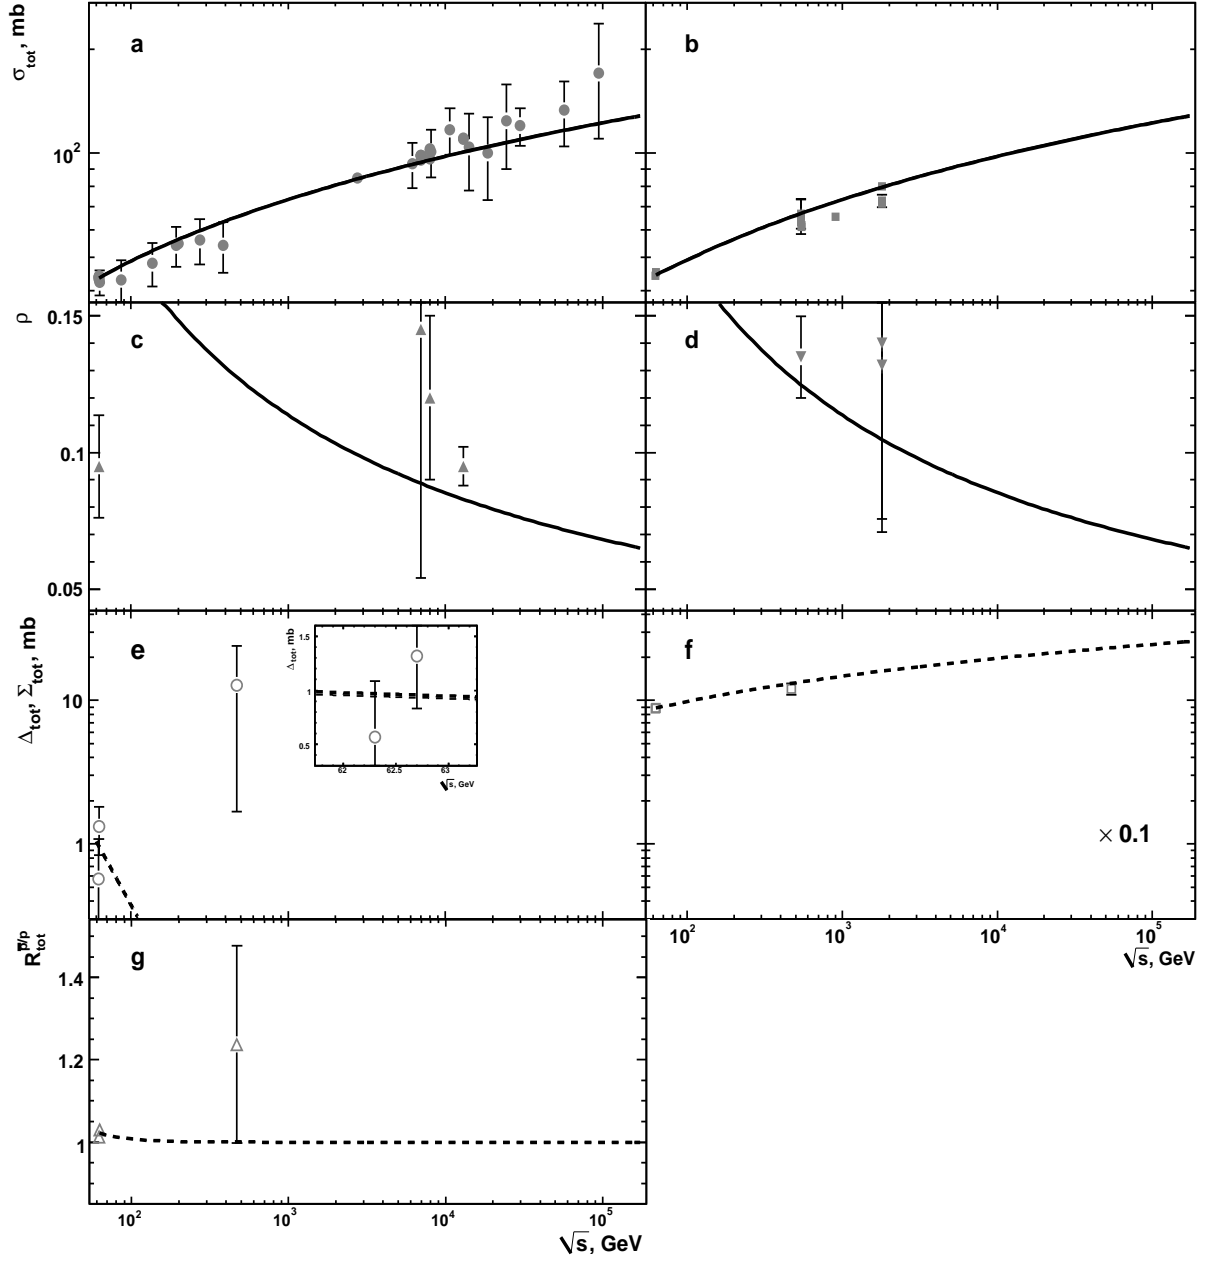 σtot, mb
a
b
10²
ρ
0.15
c
d
0.1
0.05
Δtot, Σtot, mb
e
Δtot, mb
1.5
1
0.5
62
62.5
63
√s, GeV
f
10
1
× 0.1
10² 10³ 10⁴ 10⁵
√s, GeV
Rtot p̅/p
g
1.4
1.2
1
10² 10³ 10⁴ 10⁵
√s, GeV